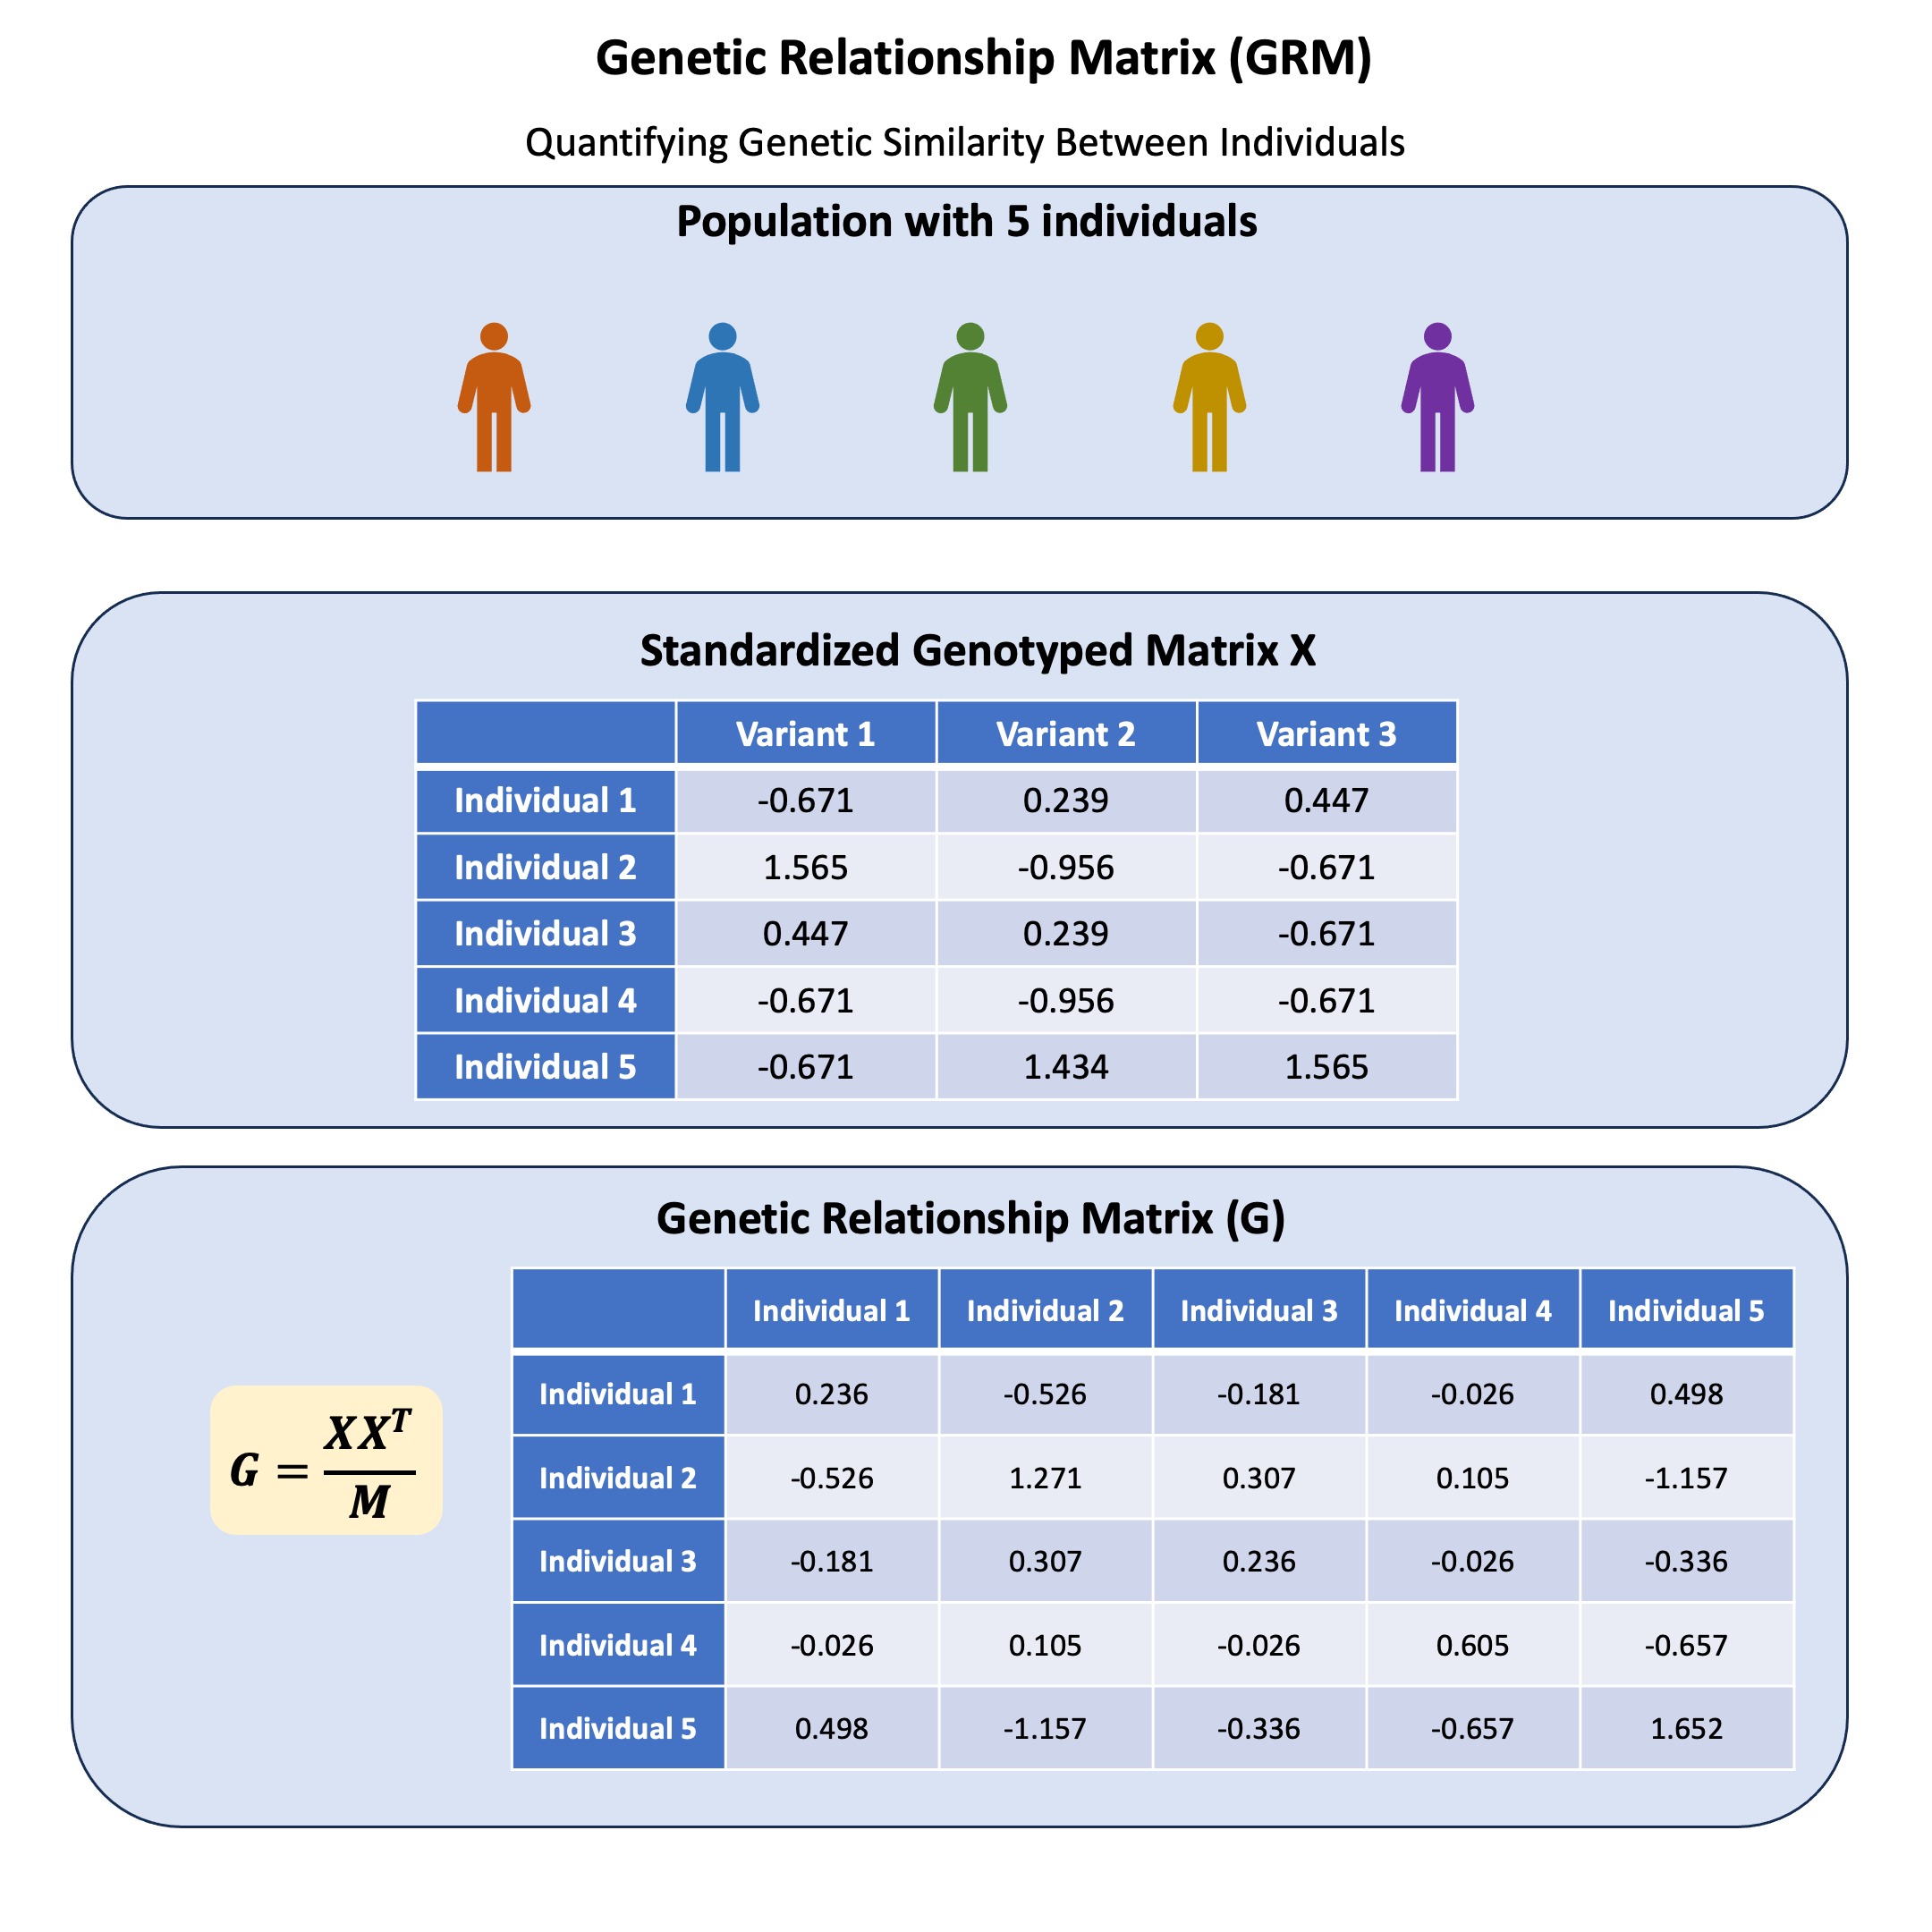 Genetic Relationship Matrix (GRM)
Quantifying Genetic Similarity Between Individuals
Population with 5 individuals
Standardized Genotyped Matrix X
Variant 1 Variant 2 Variant 3
Individual 1 -0.671 0.239 0.447
Individual 2 1.565 -0.956 -0.671
Individual 3 0.447 0.239 -0.671
Individual 4 -0.671 -0.956 -0.671
Individual 5 -0.671 1.434 1.565
Genetic Relationship Matrix (G)
G = XX^T / M
Individual 1 Individual 2 Individual 3 Individual 4 Individual 5
Individual 1 0.236 -0.526 -0.181 -0.026 0.498
Individual 2 -0.526 1.271 0.307 0.105 -1.157
Individual 3 -0.181 0.307 0.236 -0.026 -0.336
Individual 4 -0.026 0.105 -0.026 0.605 -0.657
Individual 5 0.498 -1.157 -0.336 -0.657 1.652